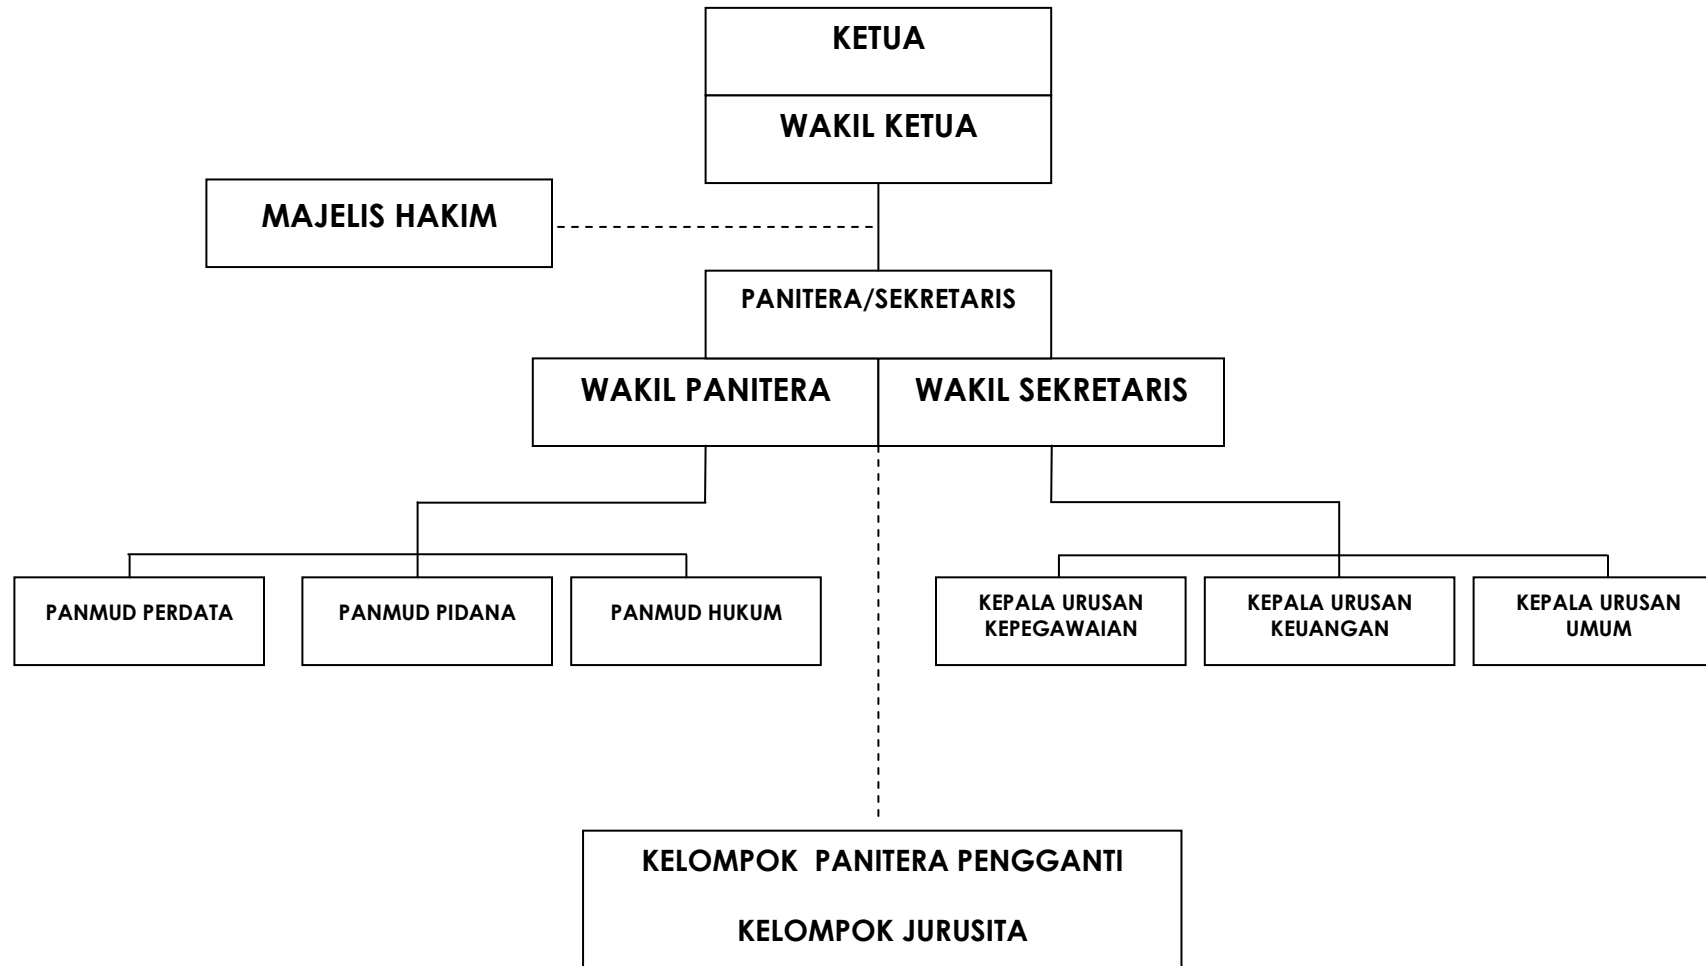 KETUA
WAKIL KETUA
MAJELIS HAKIM
PANITERA/SEKRETARIS
WAKIL PANITERA
WAKIL SEKRETARIS
PANMUD PERDATA
PANMUD PIDANA
PANMUD HUKUM
KEPALA URUSAN
KEPEGAWAIAN
KEPALA URUSAN
KEUANGAN
KEPALA URUSAN
UMUM
KELOMPOK PANITERA PENGGANTI
KELOMPOK JURUSITA